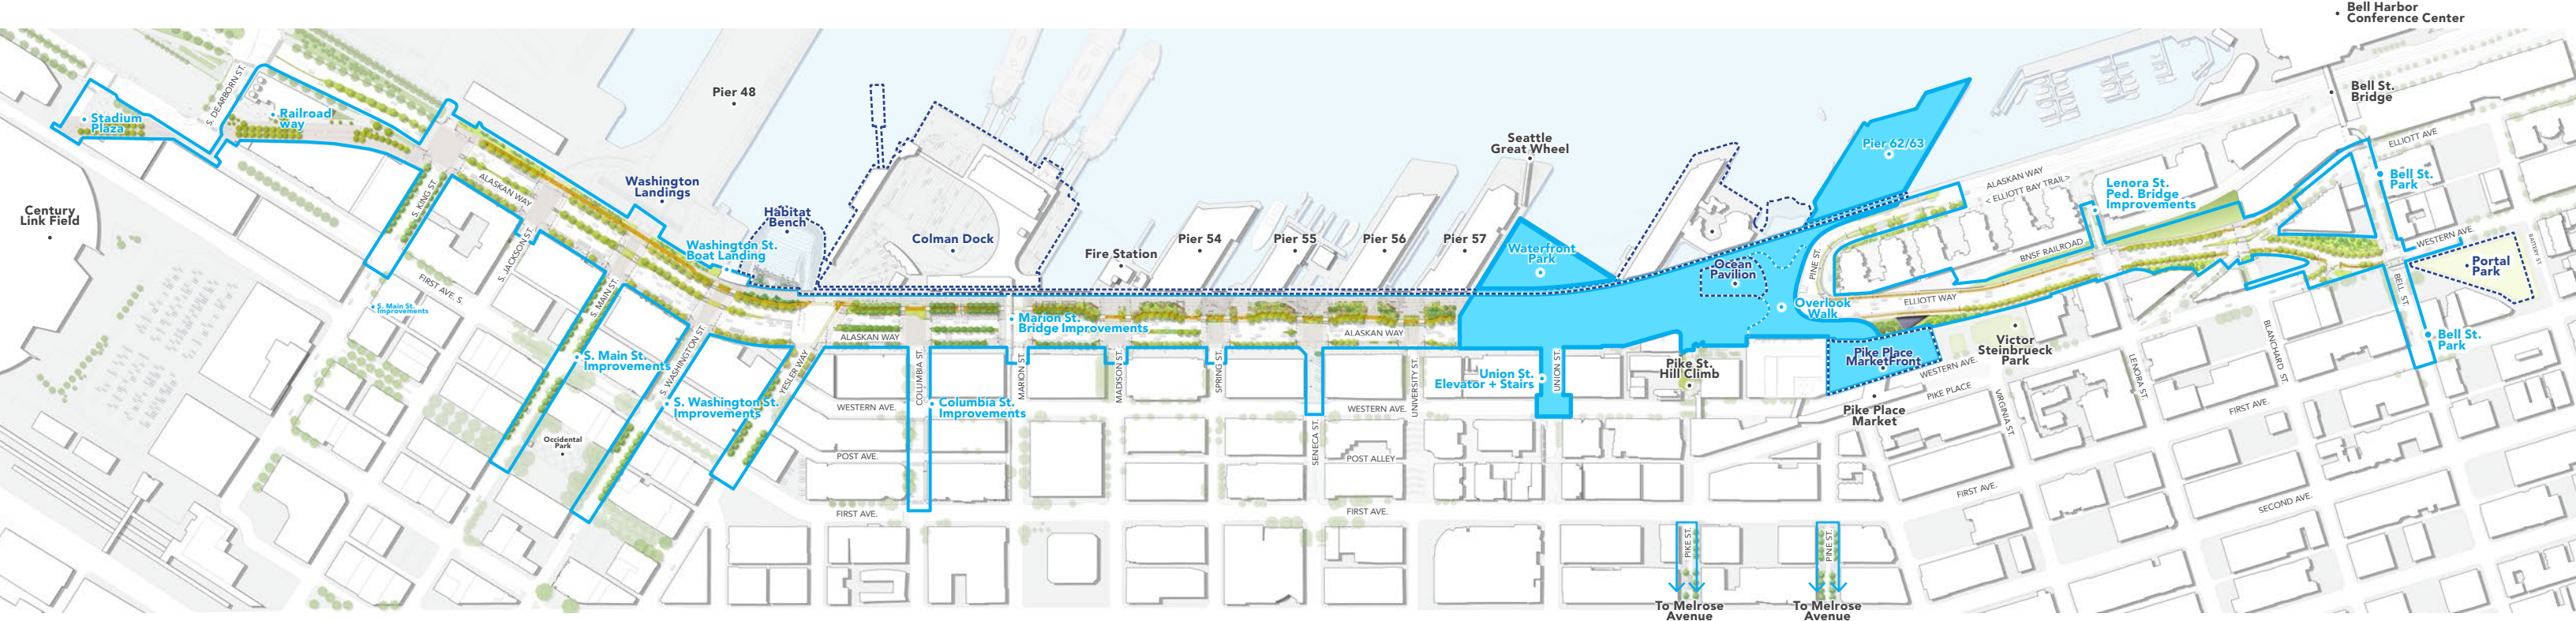 Bell Harbor
Conference Center
Bell St.
Bridge
ELLIOTT AVE
Stadium
Plaza
S. DEARBORN ST.
Railroad
way
Pier 48
Seattle
Great Wheel
Pier 62/63
ALASKAN WAY
< ELLIOTT BAY TRAIL >
Lenora St.
Ped. Bridge
Improvements
Bell St.
Park
Century
Link Field
S. KING ST.
ALASKAN WAY
S. JACKSON ST.
Washington
Landings
Habitat
Bench
Washington St.
Boat Landing
Colman Dock
Fire Station
Pier 54
Pier 55
Pier 56
Pier 57
Waterfront
Park
Ocean
Pavilion
PINE ST.
Overlook
Walk
BNSF RAILROAD
ELLIOTT WAY
WESTERN AVE.
BATTERY ST.
Portal
Park
FIRST AVE. S.
S. Main St.
Improvements
S. MAIN ST.
S. Main St.
Improvements
S. WASHINGTON ST.
S. Washington St.
Improvements
YESLER WAY
Occidental
Park
ALASKAN WAY
COLUMBIA ST.
Columbia St.
Improvements
Marion St.
Bridge Improvements
MARION ST.
MADISON ST.
SPRING ST.
SENECA ST.
ALASKAN WAY
UNIVERSITY ST.
Union St.
Elevator + Stairs
UNION ST.
Pike St.
Hill Climb
Pike Place
MarketFront
WESTERN AVE.
PIKE PLACE
Pike Place
Market
Victor
Steinbrueck
Park
VIRGINIA ST.
LENORA ST.
BLANCHARD ST.
BELL ST.
Bell St.
Park
WESTERN AVE.
WESTERN AVE.
POST AVE.
POST ALLEY
FIRST AVE.
FIRST AVE.
FIRST AVE.
FIRST AVE.
SECOND AVE.
PIKE ST.
PINE ST.
To Melrose
Avenue
To Melrose
Avenue